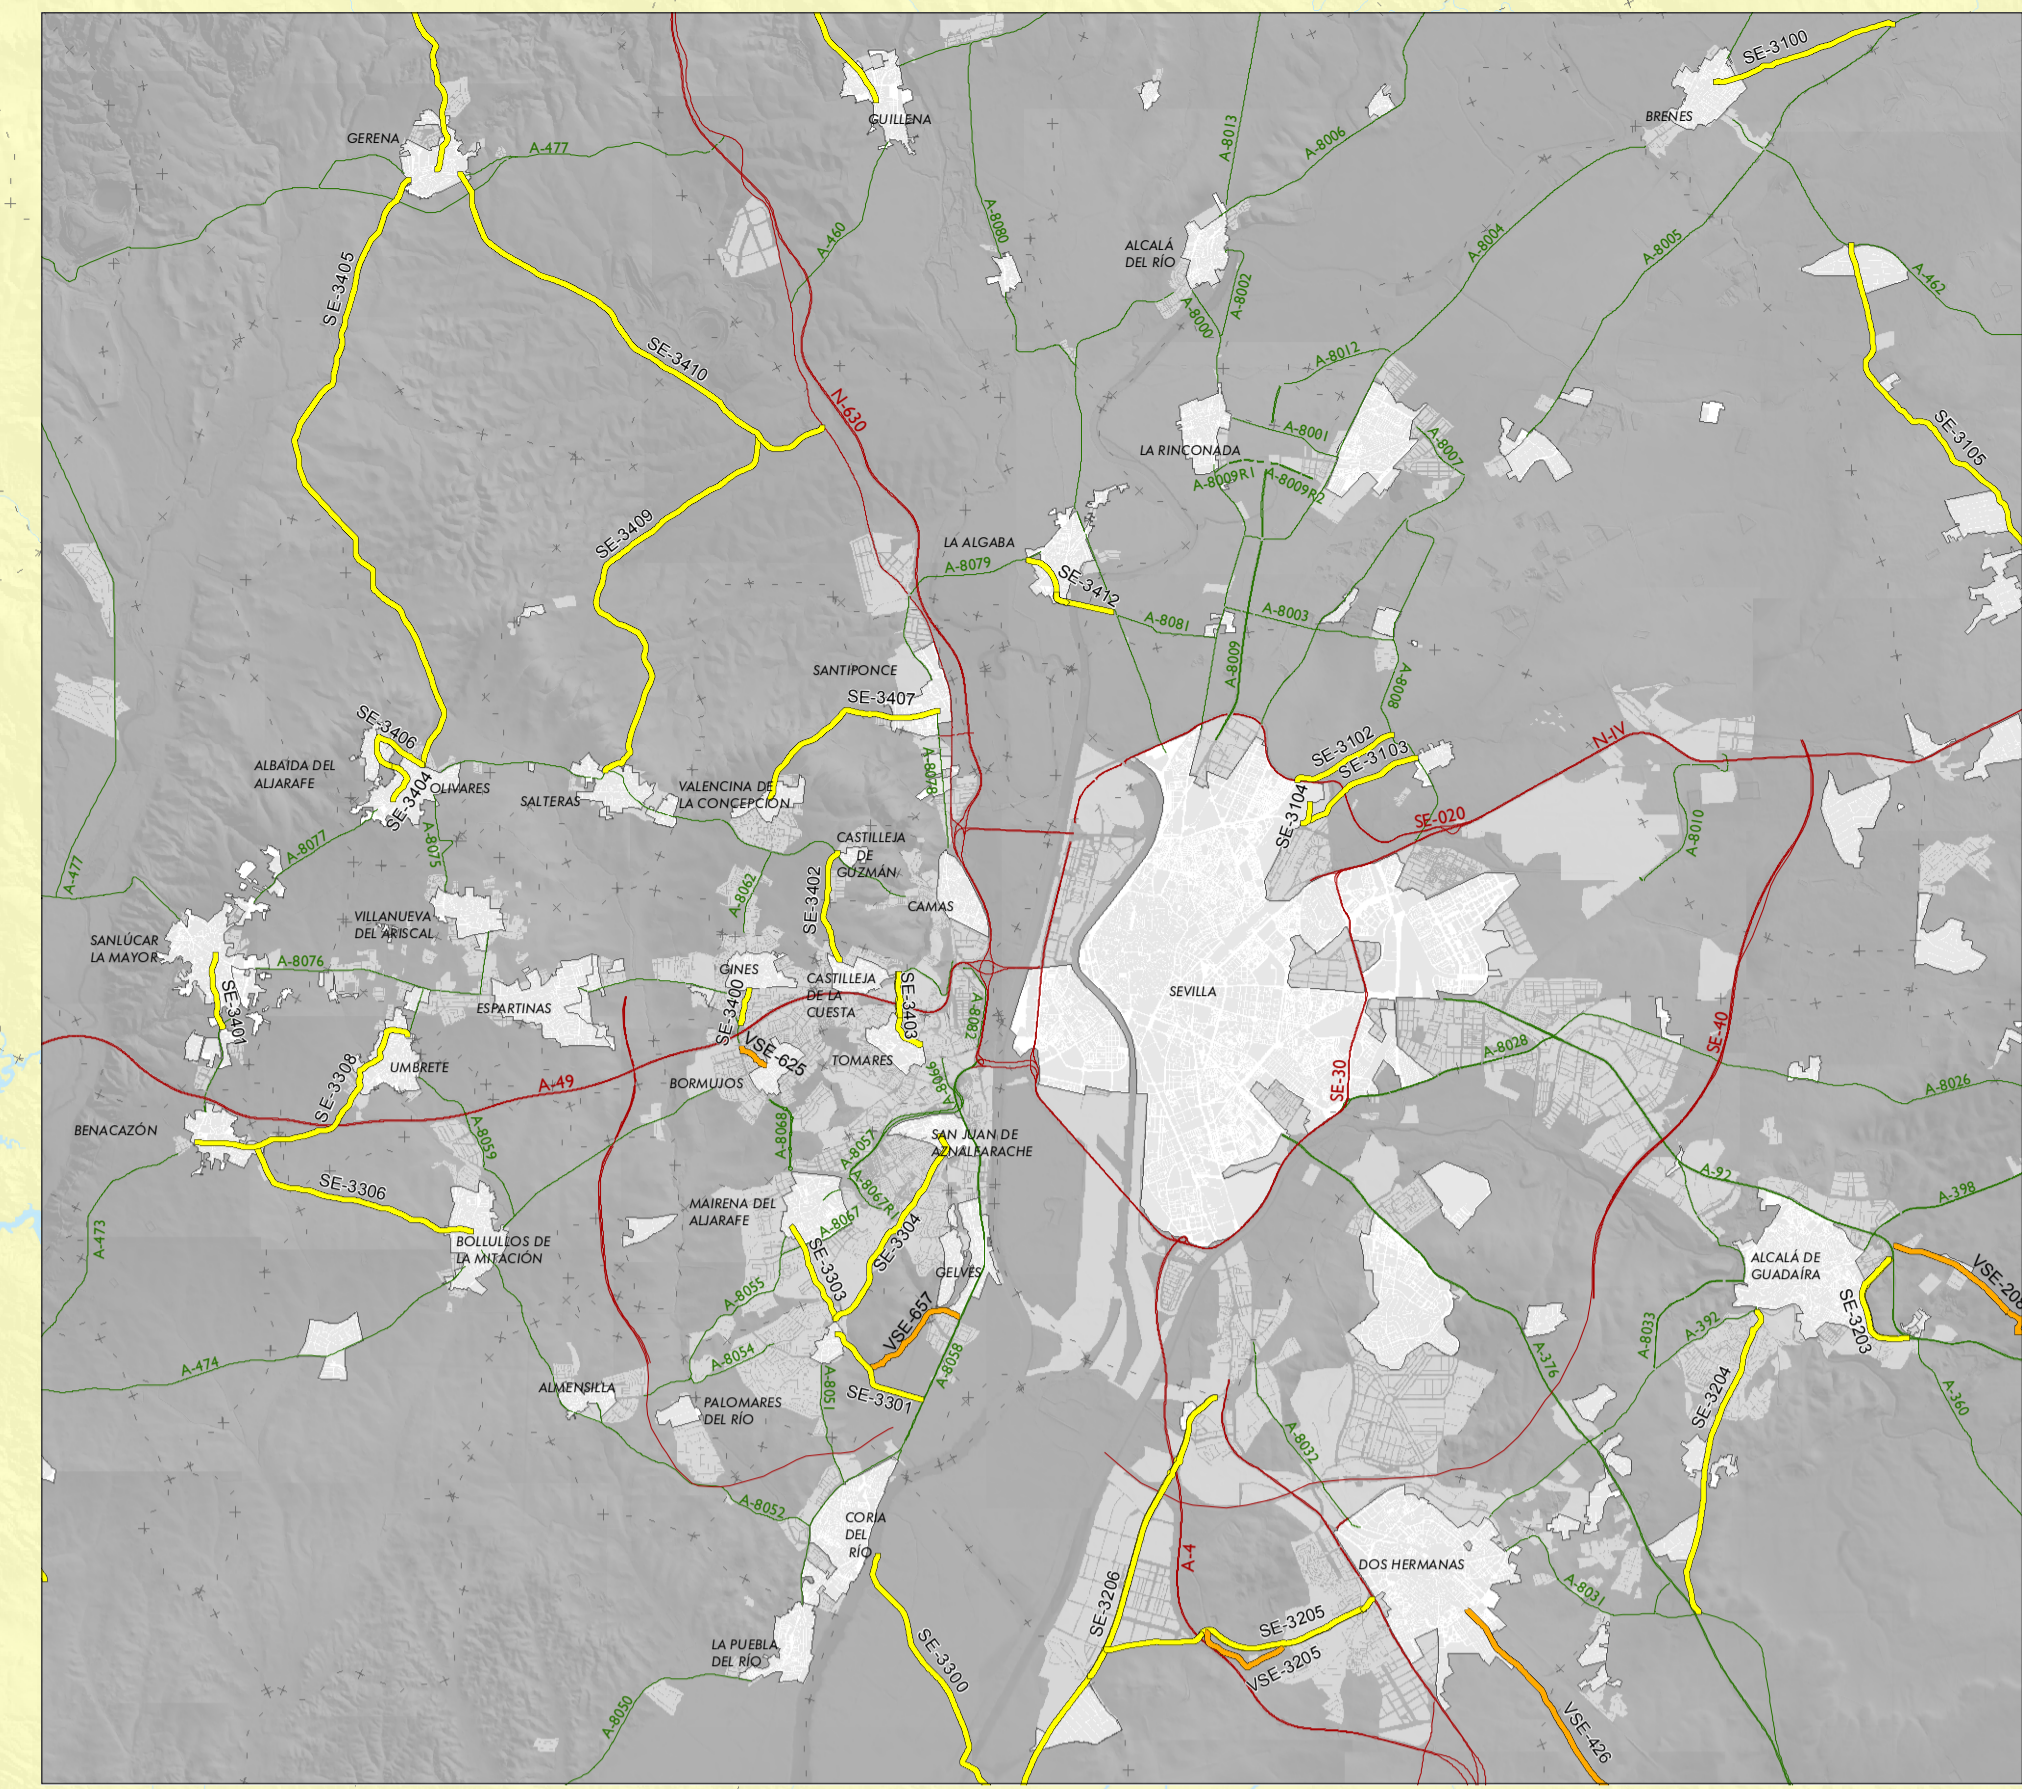 SE-3100
GUILLENA
BRENES
GERENA
A-477
A-8013
A-8006
A-460
A-8080
ALCALÁ
DEL RÍO
A-8004
A-8005
A-462
SE-3405
A-8002
A-8000
SE-3410
A-8012
N-630
A-8001
A-8007
LA RINCONADA
SE-3105
A-8009R1
A-8009R2
SE-3409
LA ALGABA
A-8079
SE-3412
A-8081
A-8003
A-8009
SANTIPONCE
SE-3407
A-8008
SE-3406
N-IV
SE-3102
SE-3103
ALBAIDA DEL
ALJARAFE
OLIVARES
SE-3404
SALTERAS
VALENCINA DE
LA CONCEPCIÓN
A-8078
SE-3104
SE-020
A-8010
A-8077
A-8075
A-477
CASTILLEJA
DE
GUZMÁN
A-8062
SE-3402
CAMAS
VILLANUEVA
DEL ARISCAL
SANLÚCAR
LA MAYOR
A-8076
GINES
CASTILLEJA
DE LA
CUESTA
SEVILLA
SE-3401
ESPARTINAS
SE-3400
SE-3403
A-8082
SE-40
A-8028
VSE-625
TOMARES
UMBRETE
SE-3308
A-49
BORMUJOS
A-8066
SE-30
A-8026
BENACAZÓN
A-8059
A-8068
A-8057
SAN JUAN DE
AZNALFARACHE
SE-3306
A-8067R1
A-92
A-398
MAIRENA DEL
ALJARAFE
A-8067
A-473
BOLLULLOS DE
LA MITACIÓN
SE-3303
SE-3304
GELVES
ALCALÁ DE
GUADAÍRA
VSE-208
A-8055
VSE-657
SE-3203
A-8033
A-392
A-474
A-8054
A-8058
A-376
ALMENSILLA
A-8051
SE-3301
PALOMARES
DEL RÍO
SE-3204
A-360
A-8032
A-8052
CORIA
DEL
RÍO
A-4
DOS HERMANAS
SE-3206
A-8031
SE-3205
LA PUEBLA
DEL RÍO
SE-3300
VSE-3205
A-8050
VSE-426